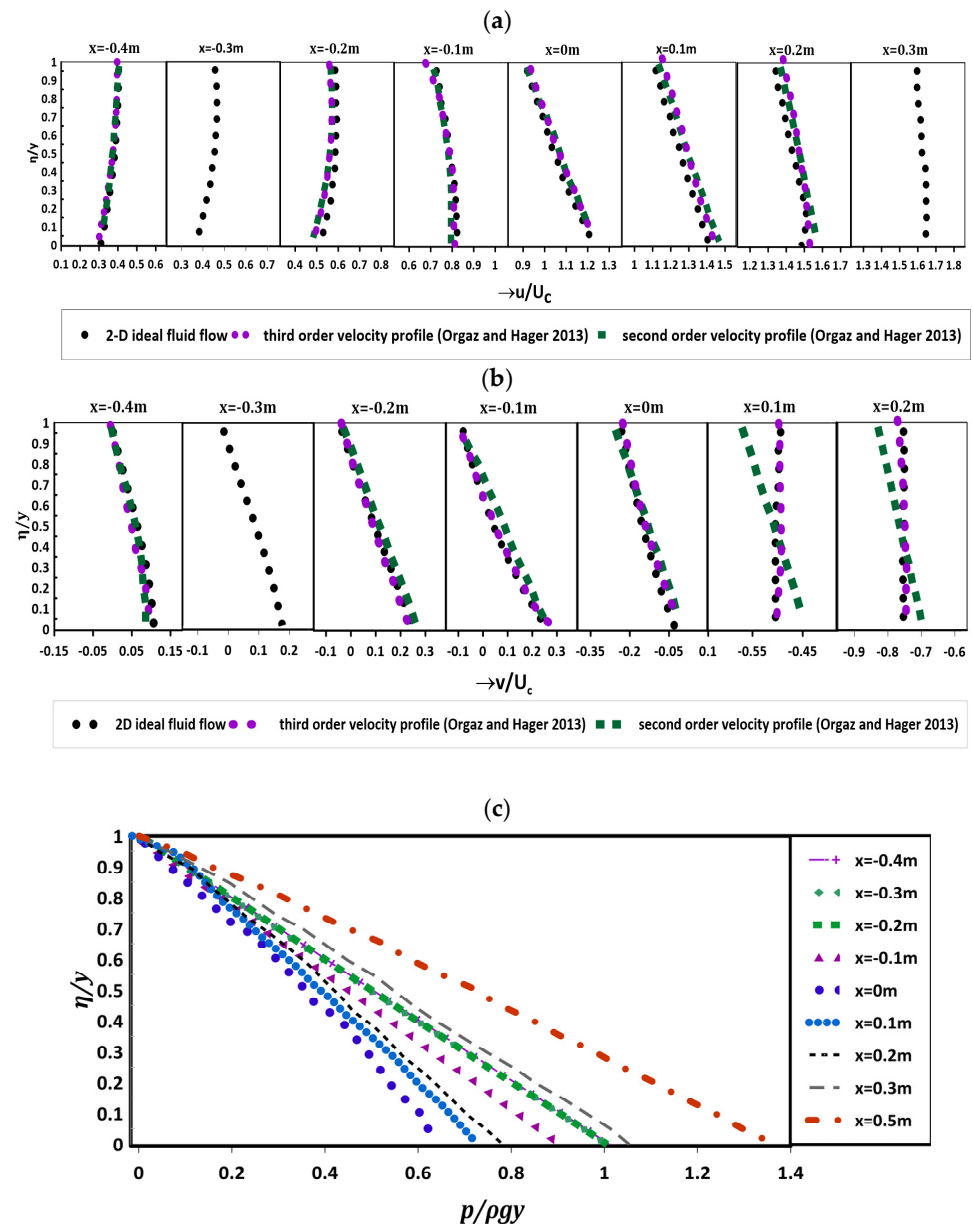 (a)
x=-0.4m x=-0.3m x=-0.2m x=-0.1m x=0m x=0.1m x=0.2m x=0.3m
1
0.9
0.8
0.7
0.6
0.5
0.4
0.3
0.2
0.1
0
η/y
0.1 0.2 0.3 0.4 0.5 0.6 0.3 0.4 0.5 0.6 0.7 0.4 0.5 0.6 0.7 0.6 0.7 0.8 0.9 1 0.9 1 1.1 1.2 1.3 1 1.1 1.2 1.3 1.4 1.5 1.2 1.3 1.4 1.5 1.6 1.7 1.3 1.4 1.5 1.6 1.7 1.8
→u/Uc
2-D ideal fluid flow third order velocity profile (Orgaz and Hager 2013) second order velocity profile (Orgaz and Hager 2013)
(b)
x=-0.4m x=-0.3m x=-0.2m x=-0.1m x=0m x=0.1m x=0.2m
1
0.9
0.8
0.7
0.6
0.5
0.4
0.3
0.2
0.1
0
η/y
-0.15 -0.05 0.05 0.15 -0.1 0 0.1 0.2 -0.1 0 0.1 0.2 0.3 -0.1 0 0.1 0.2 0.3 -0.35 -0.2 -0.05 0.1 -0.45 -0.9 -0.8 -0.7 -0.6
→v/Uc
2D ideal fluid flow third order velocity profile (Orgaz and Hager 2013) second order velocity profile (Orgaz and Hager 2013)
(c)
1
0.9
0.8
0.7
0.6
0.5
0.4
0.3
0.2
0.1
0
η/y
0 0.2 0.4 0.6 0.8 1 1.2 1.4
p/ρgy
x=-0.4m
x=-0.3m
x=-0.2m
x=-0.1m
x=0m
x=0.1m
x=0.2m
x=0.3m
x=0.5m